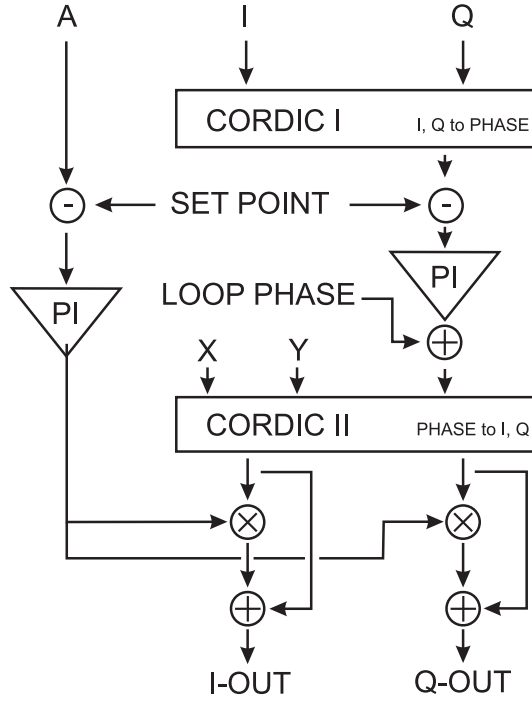 A I Q
CORDIC I I, Q to PHASE
- SET POINT -
PI
LOOP PHASE
PI
X Y
CORDIC II PHASE to I, Q
I-OUT Q-OUT